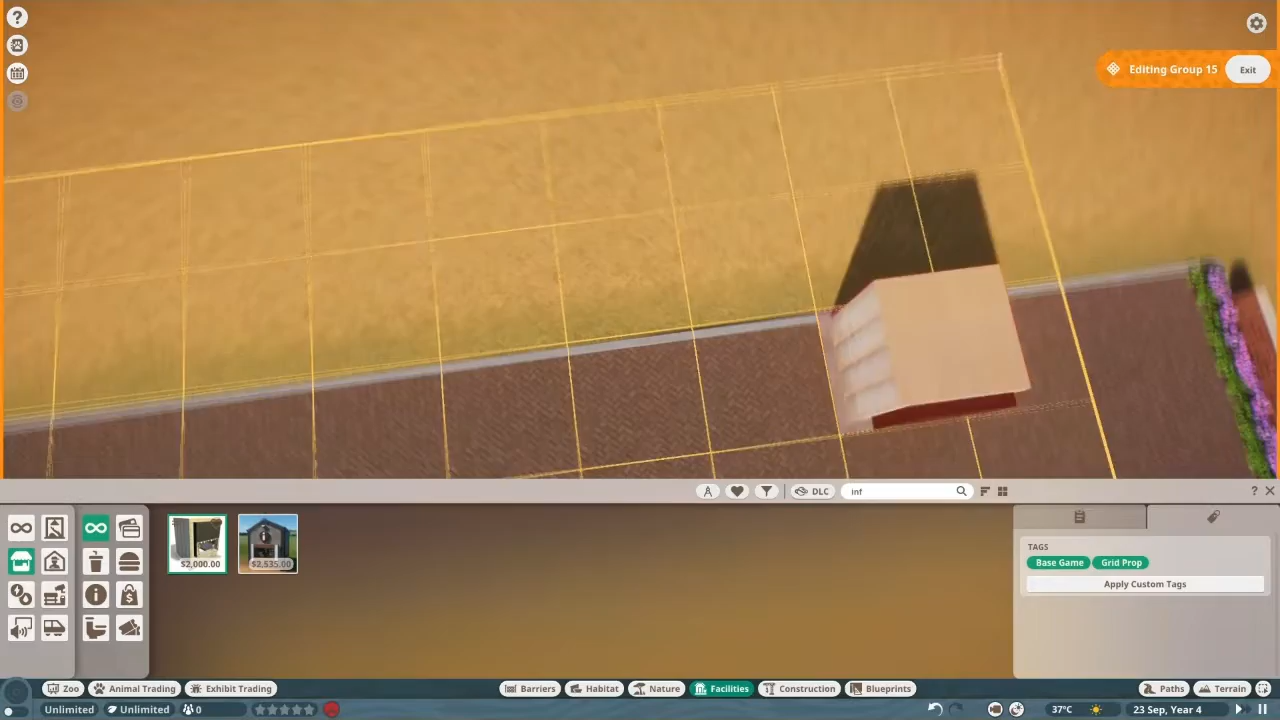 Editing Group 15
Exit
DLC
inf
?
$2,000.00
$2,535.00
TAGS
Base Game
Grid Prop
Apply Custom Tags
Zoo
Animal Trading
Exhibit Trading
Barriers
Habitat
Nature
Facilities
Construction
Blueprints
Paths
Terrain
Unlimited
Unlimited
0
37°C
23 Sep, Year 4